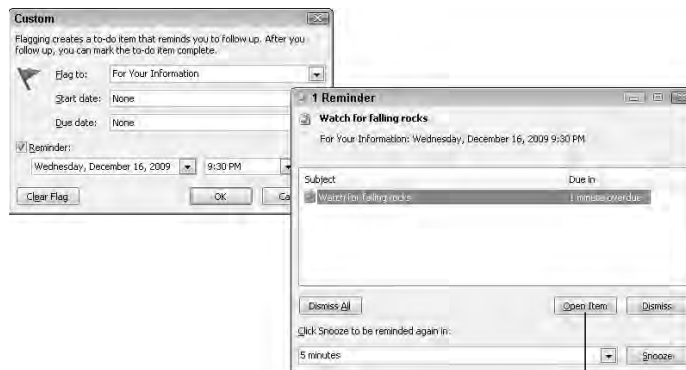 Custom
Flagging creates a to-do item that reminds you to follow up. After you
follow up, you can mark the to-do item complete.
Flag to: For Your Information
Start date: None
Due date: None
Reminder:
Wednesday, December 16, 2009 9:30 PM
Clear Flag OK Ca
1 Reminder
Watch for falling rocks
For Your Information: Wednesday, December 16, 2009 9:30 PM
Subject Due in
Watch for falling rocks 1 minute overdue
Dismiss All Open Item Dismiss
Click Snooze to be reminded again in:
5 minutes Snooze